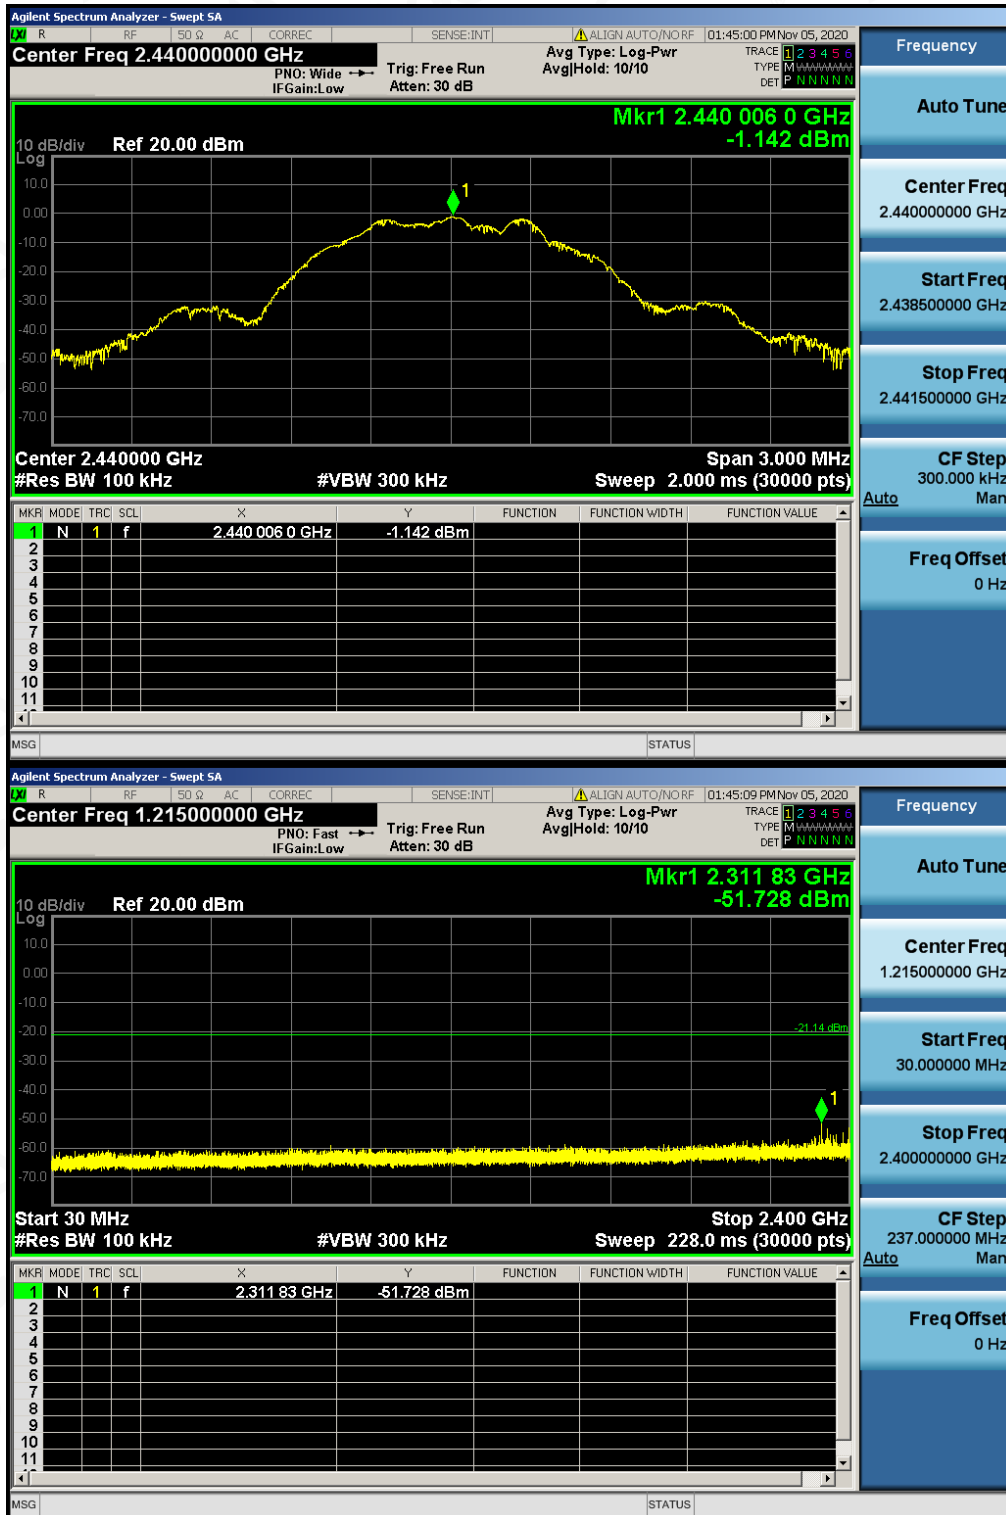 Agilent Spectrum Analyzer - Swept SA
LXI R RF 50 Ω AC CORREC SENSE:INT ALIGN AUTO/NO RF 01:45:00 PM Nov 05, 2020
Center Freq 2.440000000 GHz
PNO: Wide
IFGain:Low
Trig: Free Run
Atten: 30 dB
Avg Type: Log-Pwr
Avg|Hold: 10/10
TRACE 1 2 3 4 5 6
TYPE M WWWWW
DET P N N N N N
Mkr1 2.440 006 0 GHz
-1.142 dBm
10 dB/div Ref 20.00 dBm
Log
10.0
0.00
-10.0
-20.0
-30.0
-40.0
-50.0
-60.0
-70.0
1
Center 2.440000 GHz Span 3.000 MHz
#Res BW 100 kHz #VBW 300 kHz Sweep 2.000 ms (30000 pts)
MKR MODE TRC SCL X Y FUNCTION FUNCTION WIDTH FUNCTION VALUE
1 N 1 f 2.440 006 0 GHz -1.142 dBm
2
3
4
5
6
7
8
9
10
11
MSG STATUS
Frequency
Auto Tune
Center Freq
2.440000000 GHz
Start Freq
2.438500000 GHz
Stop Freq
2.441500000 GHz
CF Step
300.000 kHz
Auto Man
Freq Offset
0 Hz
Agilent Spectrum Analyzer - Swept SA
LXI R RF 50 Ω AC CORREC SENSE:INT ALIGN AUTO/NO RF 01:45:09 PM Nov 05, 2020
Center Freq 1.215000000 GHz
PNO: Fast
IFGain:Low
Trig: Free Run
Atten: 30 dB
Avg Type: Log-Pwr
Avg|Hold: 10/10
TRACE 1 2 3 4 5 6
TYPE M WWWWW
DET P N N N N N
Mkr1 2.311 83 GHz
-51.728 dBm
10 dB/div Ref 20.00 dBm
Log
10.0
0.00
-10.0
-20.0
-30.0
-40.0
-50.0
-60.0
-70.0
-21.14 dBm
1
Start 30 MHz Stop 2.400 GHz
#Res BW 100 kHz #VBW 300 kHz Sweep 228.0 ms (30000 pts)
MKR MODE TRC SCL X Y FUNCTION FUNCTION WIDTH FUNCTION VALUE
1 N 1 f 2.311 83 GHz -51.728 dBm
2
3
4
5
6
7
8
9
10
11
MSG STATUS
Frequency
Auto Tune
Center Freq
1.215000000 GHz
Start Freq
30.000000 MHz
Stop Freq
2.400000000 GHz
CF Step
237.000000 MHz
Auto Man
Freq Offset
0 Hz